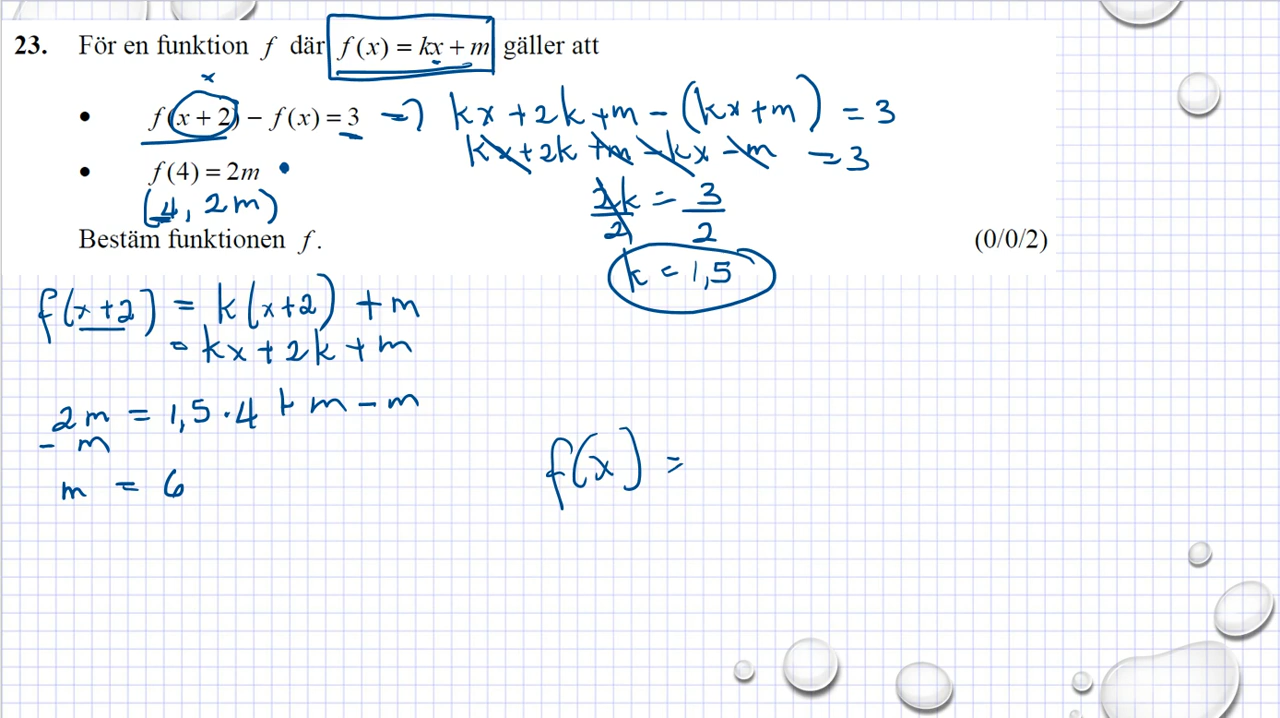 23. För en funktion f där f(x) = kx + m gäller att
x
• f(x + 2) − f(x) = 3 => kx + 2k + m − (kx + m) = 3
kx + 2k + m − kx − m = 3
• f(4) = 2m •
(4, 2m)
2k/2 = 3/2
Bestäm funktionen f. (0/0/2)
k = 1,5
f(x+2) = k(x+2) + m
= kx + 2k + m
2m = 1,5 · 4 + m − m
− m
f(x) =
m = 6